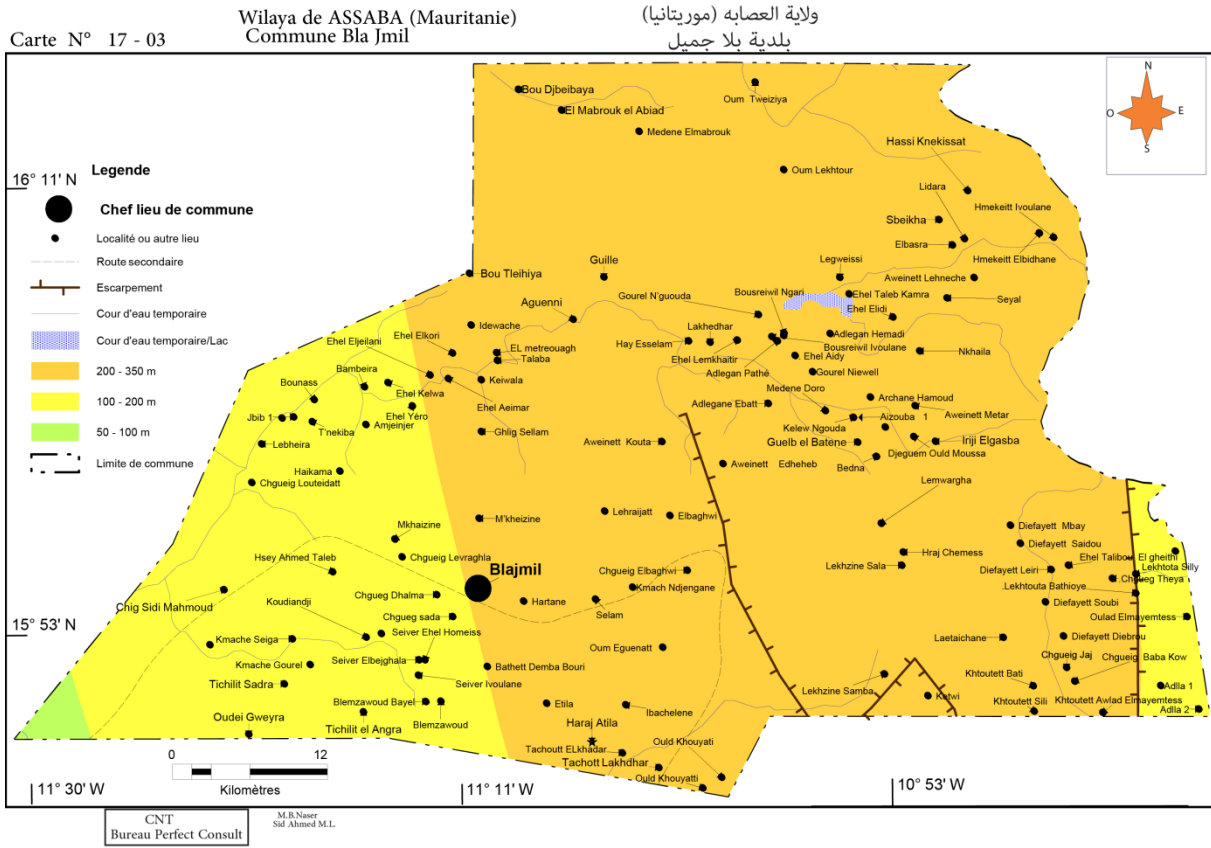 Carte N° 17 - 03
Wilaya de ASSABA (Mauritanie)
Commune Bla Jmil
ولاية العصابه (موريتانيا)
بلدية بلا جميل
N
O
E
S
16° 11' N
15° 53' N
11° 30' W
11° 11' W
10° 53' W
Legende
Chef lieu de commune
Localité ou autre lieu
Route secondaire
Escarpement
Cour d'eau temporaire
Cour d'eau temporaire/Lac
200 - 350 m
100 - 200 m
50 - 100 m
Limite de commune
Bou Djbeibaya
El Mabrouk el Abiad
Medene Elmabrouk
Oum Tweiziya
Oum Lekhtour
Hassi Knekissat
Lidara
Hmekeitt Ivoulane
Sbeikha
Elbasra
Hmekeitt Elbidhane
Bou Tleihiya
Guille
Legweissi
Aweinett Lehneche
Seyal
Aguenni
Gourel N'guouda
Bousreiwil Ngari
Ehel Taleb Kamra
Ehel Elidi
Idewache
Ehel Elkori
Ehel Eljeilani
EL metreouagh
Talaba
Hay Esselam
Lakhedhar
Ehel Lemkhaitir
Adlegan Pathé
Adlegan Hemadi
Bousreiwil Ivoulane
Ehel Aidy
Nkhaila
Gourel Niewell
Bambeira
Bounass
Ehel Kelwa
Keiwala
Ehel Aeimar
Ehel Yéro
Medene Doro
Adlegane Ebatt
Archane Hamoud
Aweinett Metar
Jbib 1
T'nekiba
Amjeinjer
Ghlig Sellam
Aizouba 1
Kelew Ngouda
Lebheira
Aweinett Kouta
Guelb el Batene
Iriji Elgasba
Djeguem Ould Moussa
Bedna
Haikama
Chgueig Louteidatt
Aweinett Edheheb
Lemwargha
M'kheizine
Lehraijatt
Elbaghwi
Mkhaizine
Diefayett Mbay
Diefayett Saidou
Hsey Ahmed Taleb
Chgueig Levraghla
Hraj Chemess
Lekhzine Sala
Ehel Talibou
El gheithi
Lekhtota Silly
Diefayett Leiri
Chgueig Theya
.Lekhtouta Bathioye
Blajmil
Chgueig Elbaghwi
Kmach Ndjengane
Chig Sidi Mahmoud
Chgueg Dhalma
Hartane
Selam
Diefayett Soubi
Oulad Elmayemtess
Koudiandji
Chgueg sada
Kmache Seiga
Seiver Ehel Homeiss
Laetaichane
Diefayett Diebrou
Oum Eguenatt
Kmache Gourel
Seiver Elbejghala
Bathett Demba Bouri
Chgueig Jaj
Chgueig Baba Kow
Seiver Ivoulane
Tichilit Sadra
Lekhzine Samba
Khtoutett Bati
Adlla 1
Katwi
Blemzawoud Bayel
Blemzawoud
Etila
Ibachelene
Khtoutett Sili
Khtoutett Awlad Elmayemtess
Adlla 2
Oudei Gweyra
Tichilit el Angra
Haraj Atila
Tachoutt ELkhadar
Tachott Lakhdhar
Ould Khouyati
Ould Khouyatti
0
12
Kilomètres
CNT
Bureau Perfect Consult
M.B.Naser
Sid Ahmed M.L.